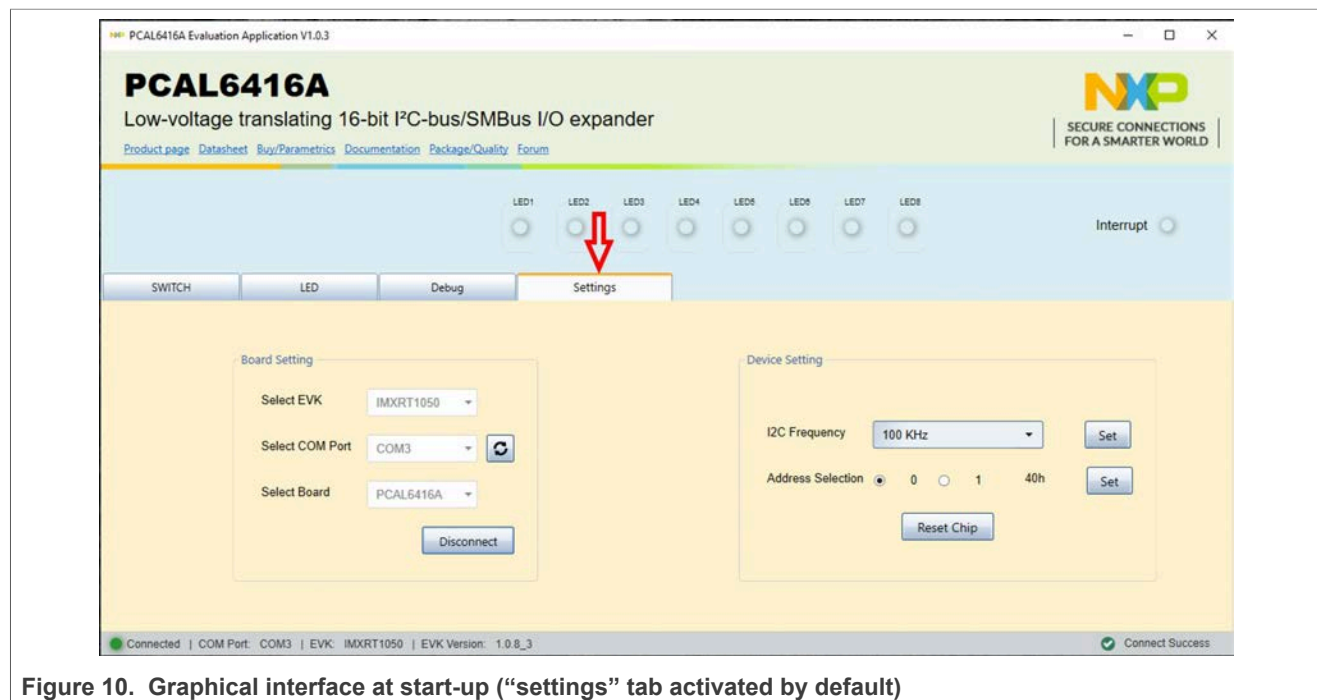 PCAL6416A Evaluation Application V1.0.3
PCAL6416A
Low-voltage translating 16-bit I²C-bus/SMBus I/O expander
Product page Datasheet Buy/Parametrics Documentation Package/Quality Forum
NXP
SECURE CONNECTIONS
FOR A SMARTER WORLD
LED1 LED2 LED3 LED4 LED5 LED6 LED7 LED8
Interrupt
SWITCH LED Debug Settings
Board Setting
Select EVK IMXRT1050
Select COM Port COM3
Select Board PCAL6416A
Disconnect
Device Setting
I2C Frequency 100 KHz Set
Address Selection 0 1 40h Set
Reset Chip
Connected | COM Port: COM3 | EVK: IMXRT1050 | EVK Version: 1.0.8_3
Connect Success
Figure 10. Graphical interface at start-up (“settings” tab activated by default)